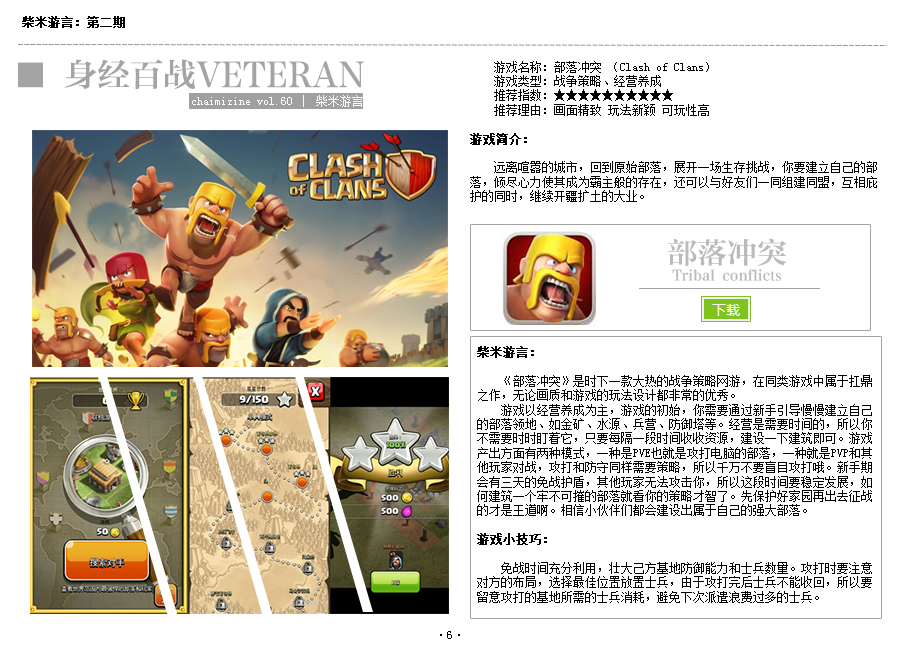 柴米游言：第二期
身经百战VETERAN
chaimizine vol.60 | 柴米游言
CLASH
OF CLANS
9/150
搜索对手
500
500
100%
游戏名称：部落冲突 （Clash of Clans）
游戏类型：战争策略、经营养成
推荐指数：★★★★★★★★★★
推荐理由：画面精致 玩法新颖 可玩性高
游戏简介：
远离喧嚣的城市，回到原始部落，展开一场生存挑战，你要建立自己的部
落，倾尽心力使其成为霸主般的存在，还可以与好友们一同组建同盟，互相庇
护的同时，继续开疆扩土的大业。
部落冲突
Tribal conflicts
下载
柴米游言：
《部落冲突》是时下一款大热的战争策略网游，在同类游戏中属于扛鼎
之作，无论画质和游戏的玩法设计都非常的优秀。
游戏以经营养成为主，游戏的初始，你需要通过新手引导慢慢建立自己
的部落领地、如金矿、水源、兵营、防御塔等。经营是需要时间的，所以你
不需要时时盯着它，只要每隔一段时间收收资源，建设一下建筑即可。游戏
产出方面有两种模式，一种是PVE也就是攻打电脑的部落，一种就是PVP和其
他玩家对战，攻打和防守同样需要策略，所以千万不要盲目攻打哦。新手期
会有三天的免战护盾，其他玩家无法攻击你，所以这段时间要稳定发展，如
何建筑一个牢不可摧的部落就看你的策略才智了。先保护好家园再出去征战
的才是王道啊。相信小伙伴们都会建设出属于自己的强大部落。
游戏小技巧：
免战时间充分利用，壮大己方基地防御能力和士兵数量。攻打时要注意
对方的布局，选择最佳位置放置士兵，由于攻打完后士兵不能收回，所以要
留意攻打的基地所需的士兵消耗，避免下次派遣浪费过多的士兵。
·6·